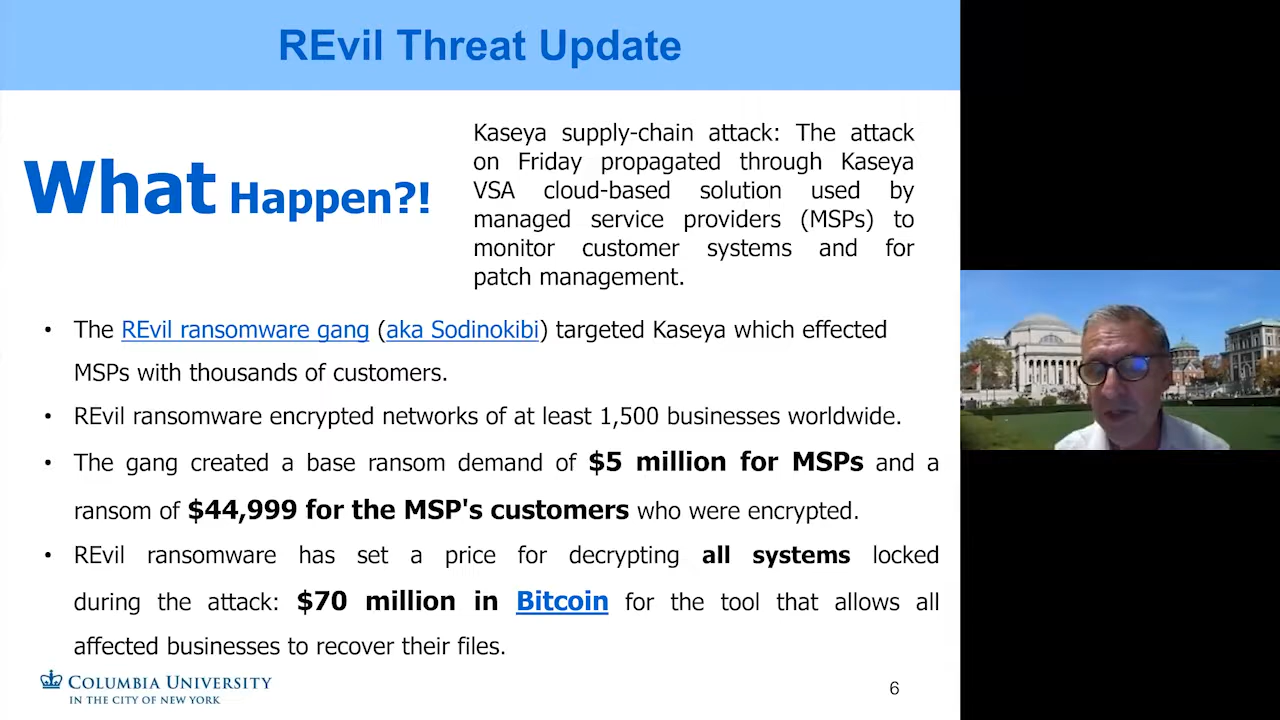 REvil Threat Update
What Happen?!
Kaseya supply-chain attack: The attack
on Friday propagated through Kaseya
VSA cloud-based solution used by
managed service providers (MSPs) to
monitor customer systems and for
patch management.
• The REvil ransomware gang (aka Sodinokibi) targeted Kaseya which effected
MSPs with thousands of customers.
• REvil ransomware encrypted networks of at least 1,500 businesses worldwide.
• The gang created a base ransom demand of $5 million for MSPs and a
ransom of $44,999 for the MSP's customers who were encrypted.
• REvil ransomware has set a price for decrypting all systems locked
during the attack: $70 million in Bitcoin for the tool that allows all
affected businesses to recover their files.
COLUMBIA UNIVERSITY
IN THE CITY OF NEW YORK
6